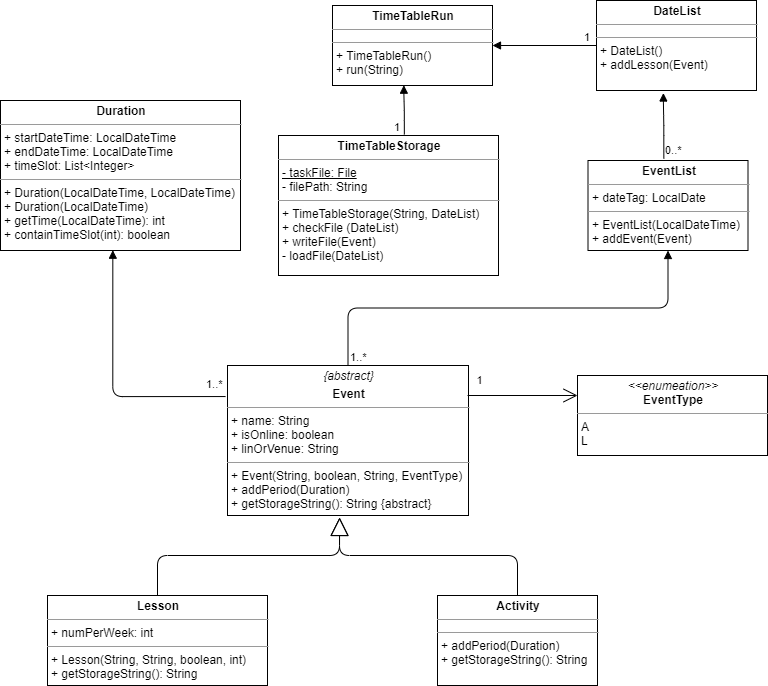 TimeTableRun
+ TimeTableRun()
+ run(String)
DateList
+ DateList()
+ addLesson(Event)
1
1
Duration
+ startDateTime: LocalDateTime
+ endDateTime: LocalDateTime
+ timeSlot: List<Integer>
+ Duration(LocalDateTime, LocalDateTime)
+ Duration(LocalDateTime)
+ getTime(LocalDateTime): int
+ containTimeSlot(int): boolean
TimeTableStorage
- taskFile: File
- filePath: String
+ TimeTableStorage(String, DateList)
+ checkFile (DateList)
+ writeFile(Event)
- loadFile(DateList)
0..*
EventList
+ dateTag: LocalDate
+ EventList(LocalDateTime)
+ addEvent(Event)
1..*
1..*
{abstract}
Event
+ name: String
+ isOnline: boolean
+ linOrVenue: String
+ Event(String, boolean, String, EventType)
+ addPeriod(Duration)
+ getStorageString(): String {abstract}
1
<<enumeation>>
EventType
A
L
Lesson
+ numPerWeek: int
+ Lesson(String, String, boolean, int)
+ getStorageString(): String
Activity
+ addPeriod(Duration)
+ getStorageString(): String